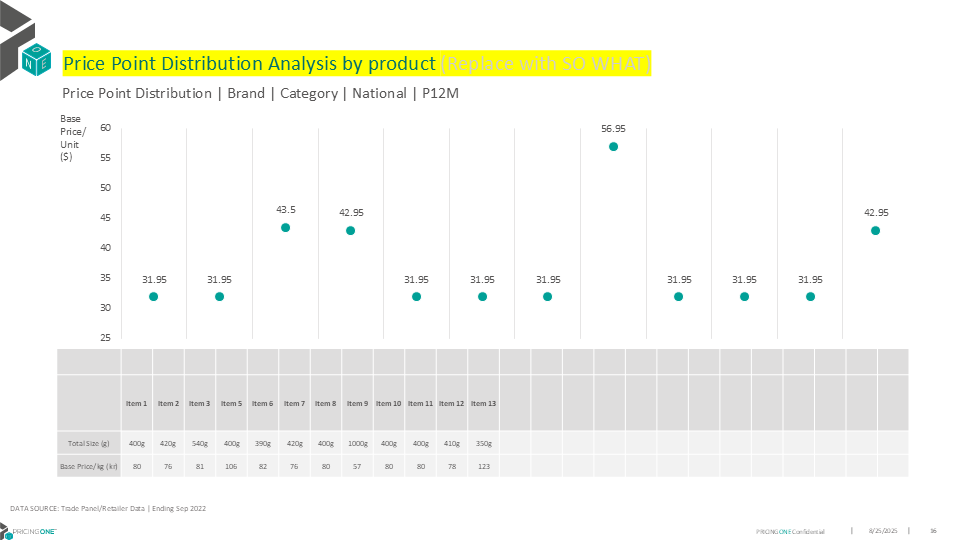 O
N E
Price Point Distribution Analysis by product (Replace with SO WHAT)
Price Point Distribution | Brand | Category | National | P12M
Base
Price/
Unit
($)
60
55
50
45
40
35
30
25
31.95 31.95 43.5 42.95 31.95 31.95 31.95 56.95 31.95 31.95 31.95 42.95
Item 1 Item 2 Item 3 Item 5 Item 6 Item 7 Item 8 Item 9 Item 10 Item 11 Item 12 Item 13
Total Size (g) 400g 420g 540g 400g 390g 420g 400g 1000g 400g 400g 410g 350g
Base Price/kg (kr) 80 76 81 106 82 76 80 57 80 80 78 123
DATA SOURCE: Trade Panel/Retailer Data | Ending Sep 2022
PRICINGONE™ PRICINGONE Confidential | 8/25/2025 | 16